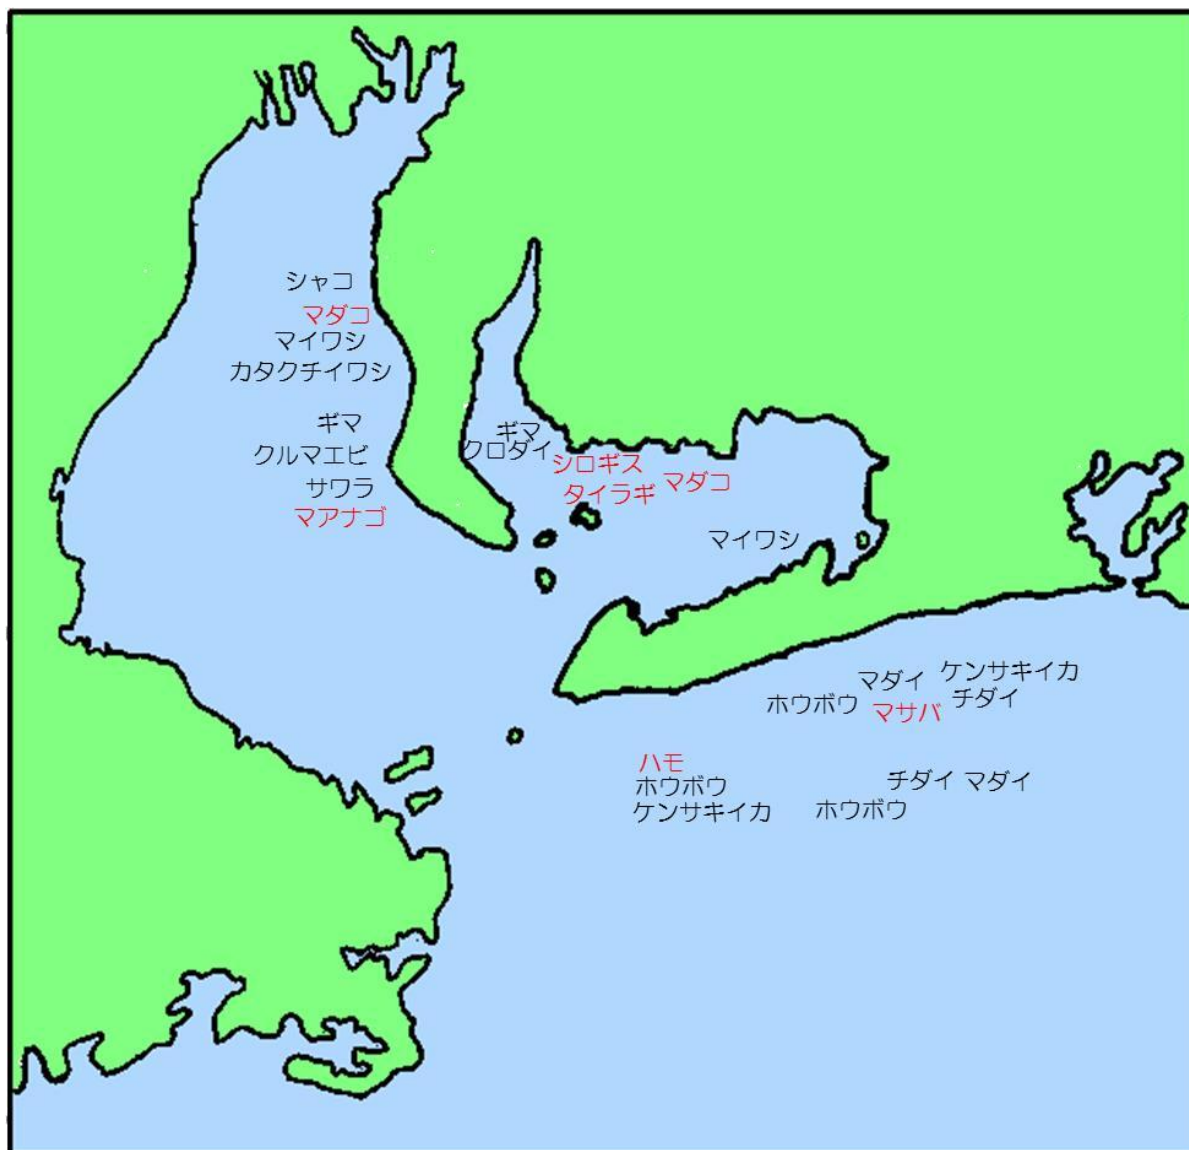 シャコ
マダコ
マイワシ
カタクチイワシ
ギマ
クルマエビ
サワラ
マアナゴ
ギマ
クロダイ
シロギス
タイラギ
マダコ
マイワシ
ケンサキイカ
マダイ
チダイ
ホウボウ
マサバ
ハモ
ホウボウ
ケンサキイカ
チダイ マダイ
ホウボウ